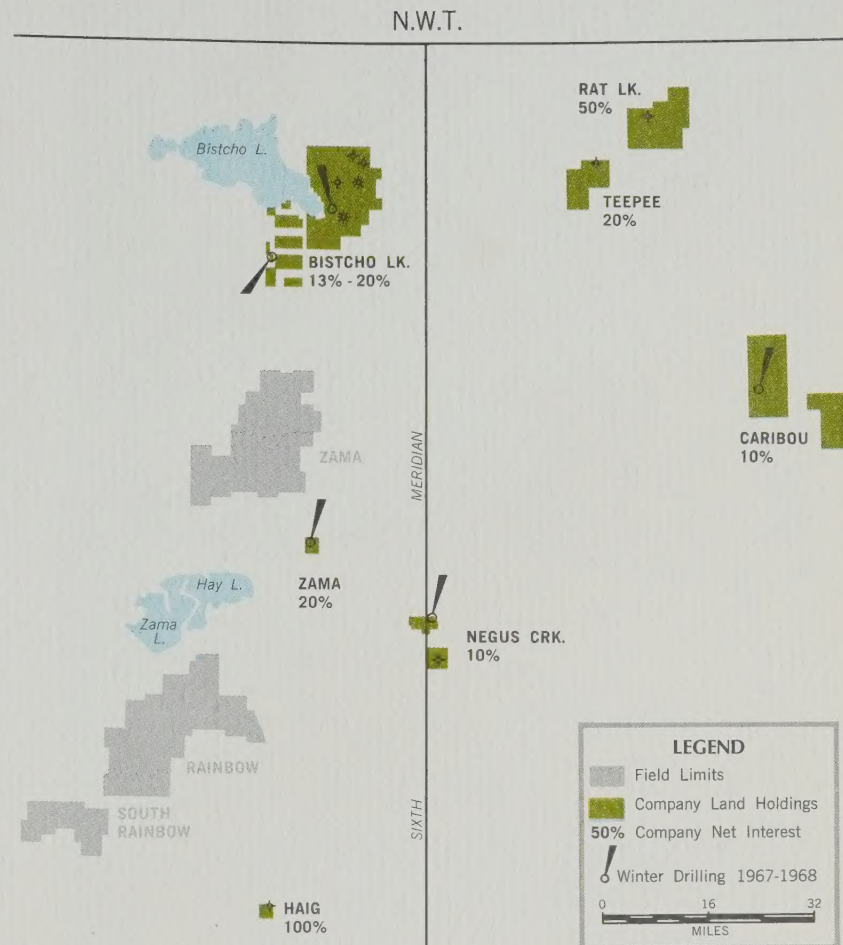 N.W.T.
RAT LK.
50%
Bistcho L.
TEEPEE
20%
BISTCHO LK.
13% - 20%
CARIBOU
10%
MERIDIAN
ZAMA
ZAMA
20%
Hay L.
Zama
L.
NEGUS CRK.
10%
RAINBOW
SOUTH
RAINBOW
SIXTH
HAIG
100%
LEGEND
Field Limits
Company Land Holdings
50% Company Net Interest
Winter Drilling 1967-1968
0 16 32
MILES